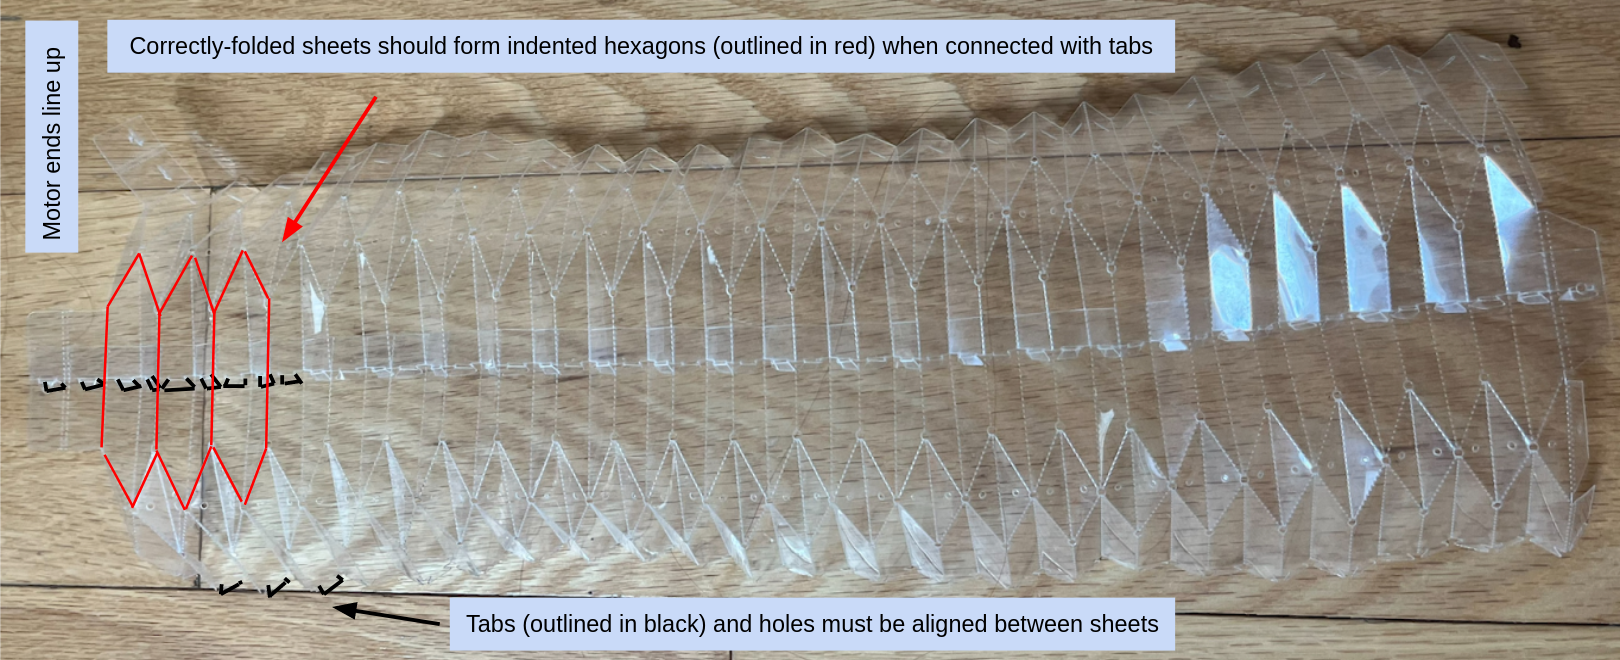 Correctly-folded sheets should form indented hexagons (outlined in red) when connected with tabs
Motor ends line up
Tabs (outlined in black) and holes must be aligned between sheets